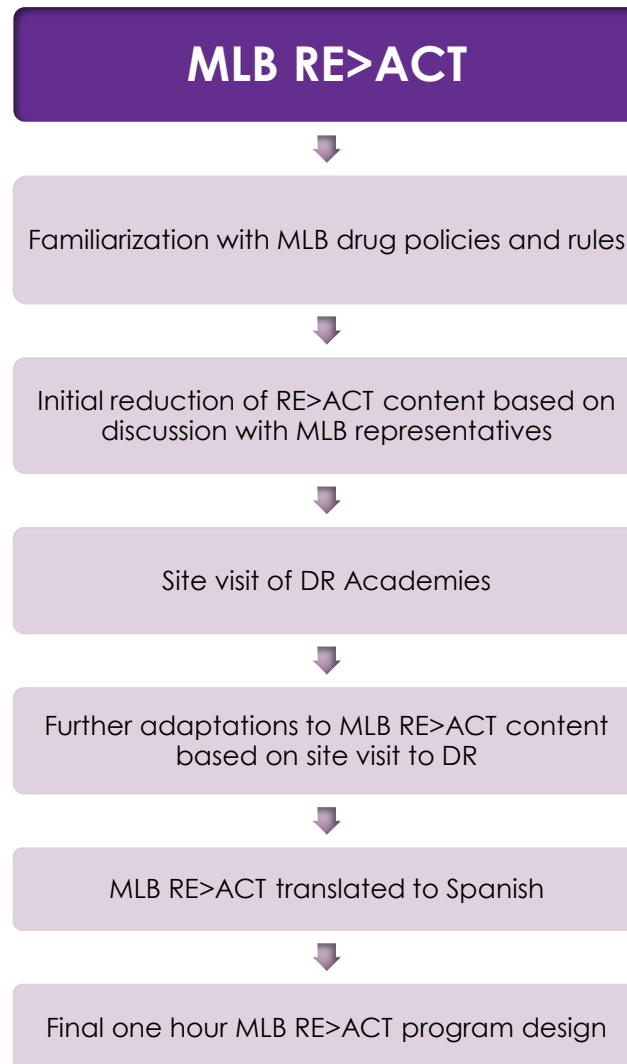 MLB RE>ACT
Familiarization with MLB drug policies and rules
Initial reduction of RE>ACT content based on
discussion with MLB representatives
Site visit of DR Academies
Further adaptations to MLB RE>ACT content
based on site visit to DR
MLB RE>ACT translated to Spanish
Final one hour MLB RE>ACT program design